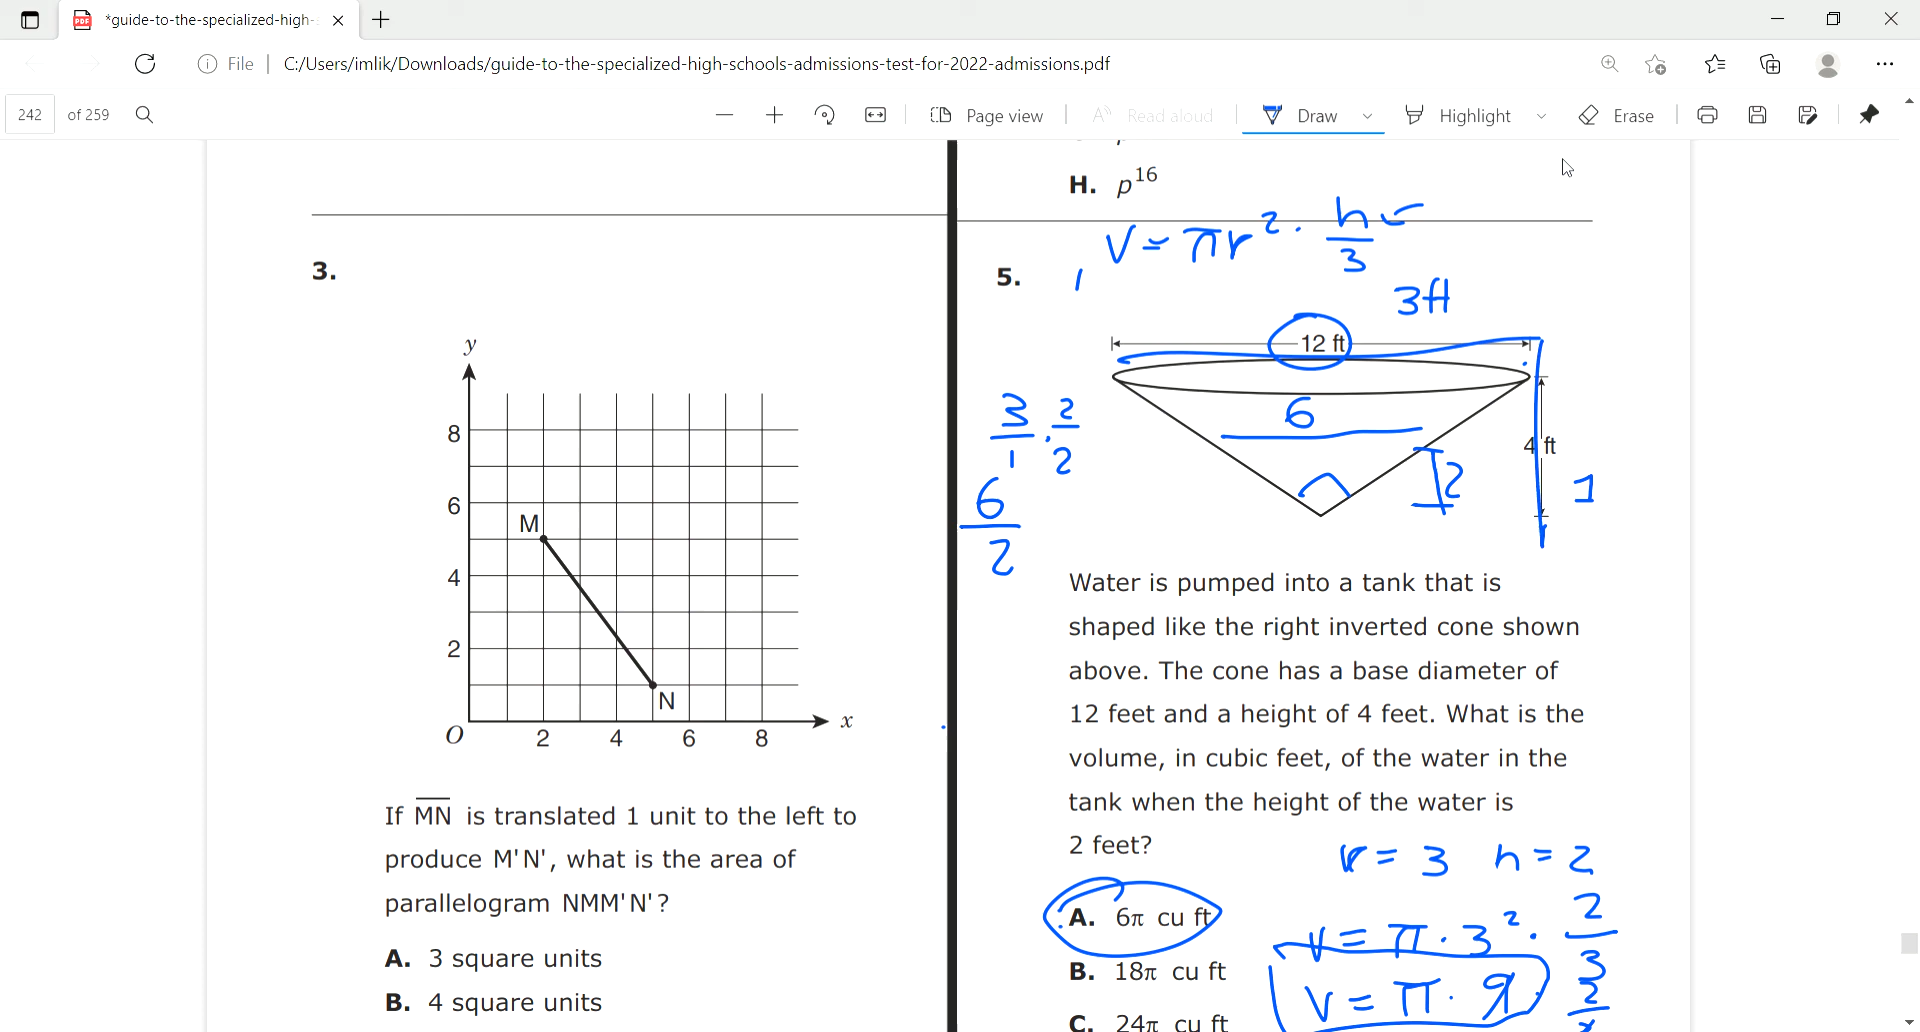 *guide-to-the-specialized-high-
File
C:/Users/imlik/Downloads/guide-to-the-specialized-high-schools-admissions-test-for-2022-admissions.pdf
242 of 259
Page view
Read aloud
Draw
Highlight
Erase
3.
y
8
6
M
4
2
N
O
2 4 6 8
x
If MN is translated 1 unit to the left to
produce M'N', what is the area of
parallelogram NMM'N'?
A. 3 square units
B. 4 square units
H. p¹⁶
V = πr² · h/3
5.
3ft
12 ft
3/1 · 2/2
6
4 ft
2
1
6/2
Water is pumped into a tank that is
shaped like the right inverted cone shown
above. The cone has a base diameter of
12 feet and a height of 4 feet. What is the
volume, in cubic feet, of the water in the
tank when the height of the water is
2 feet?
r = 3 h = 2
A. 6π cu ft
V = π · 3² · 2/3
B. 18π cu ft
V = π · 9
C. 24π cu ft